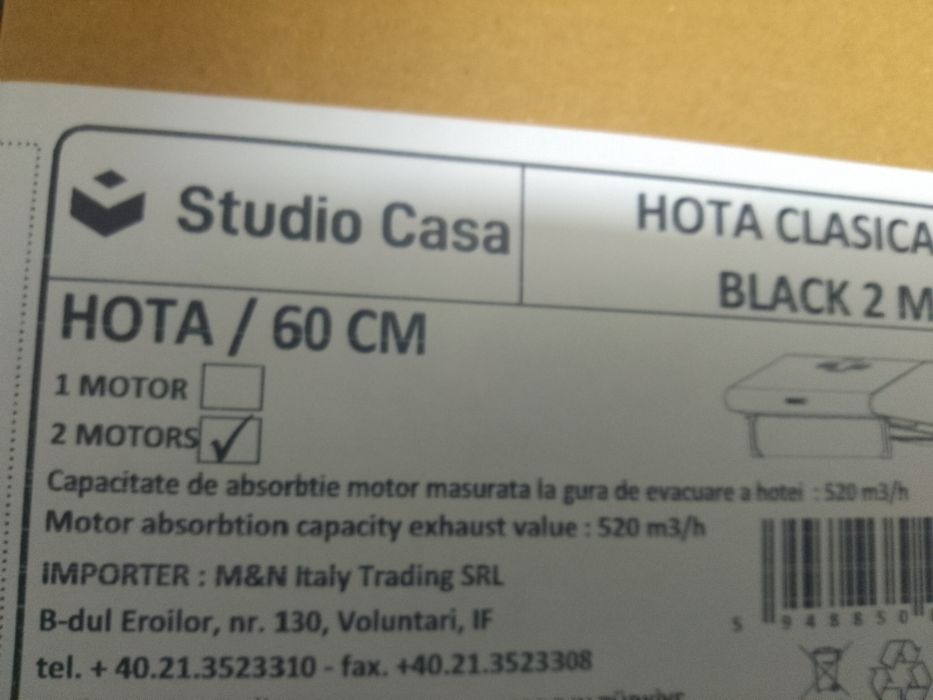 Studio Casa
HOTA CLASICA
BLACK 2 M
HOTA / 60 CM
1 MOTOR
2 MOTORS
Capacitate de absorbtie motor masurata la gura de evacuare a hotei : 520 m3/h
Motor absorbtion capacity exhaust value : 520 m3/h
iMPORTER : M&N Italy Trading SRL
B-dul Eroilor, nr. 130, Voluntari, IF
tel. + 40.21.3523310 - fax. +40.21.3523308
5 948850